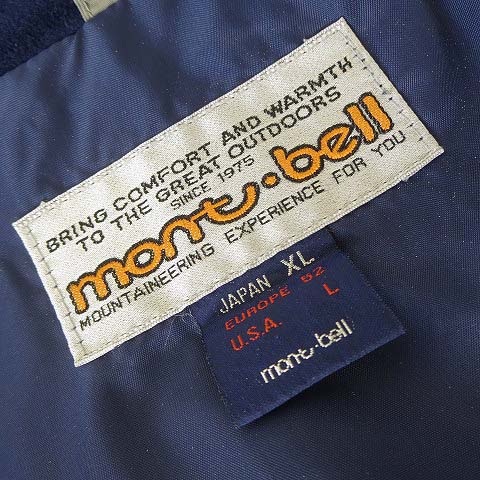 BRING COMFORT AND WARMTH
TO THE GREAT OUTDOORS
SINCE 1975
mont-bell
MOUNTAINEERING EXPERIENCE FOR YOU
JAPAN XL
EUROPE 52
U.S.A. L
mont-bell